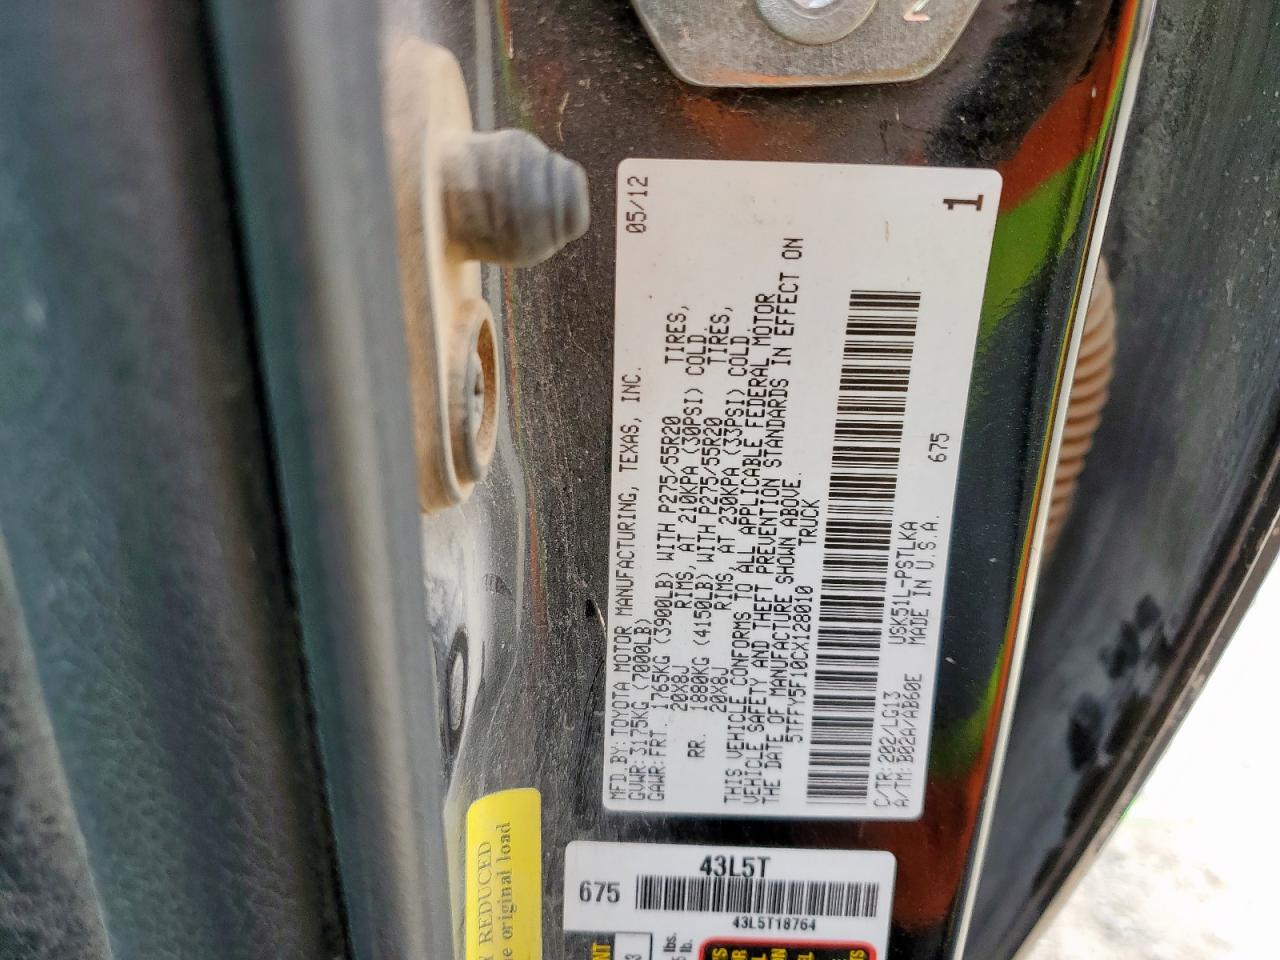 MFD.BY:TOYOTA MOTOR MANUFACTURING, TEXAS, INC. 05/12
GVWR:3175KG (7000LB)
GAWR:FRT 1765KG (3900LB) WITH P275/55R20 TIRES,
20X8J RIMS, AT 210KPA (30PSI) COLD
RR. 1880KG (4150LB) WITH P275/55R20 TIRES,
20X8J RIMS, AT 230KPA (33PSI) COLD.
THIS VEHICLE CONFORMS TO ALL APPLICABLE FEDERAL MOTOR
VEHICLE SAFETY AND THEFT PREVENTION STANDARDS IN EFFECT ON
THE DATE OF MANUFACTURE SHOWN ABOVE.
5TFFY5F10CX128010 TRUCK
C/TR:202/LG13 USK51L-PSTLKA
A/TM:B02A/AB60E MADE IN U.S.A. 675
1
43L5T
675
43L5T18764
REDUCED
original load
lbs.
lb.